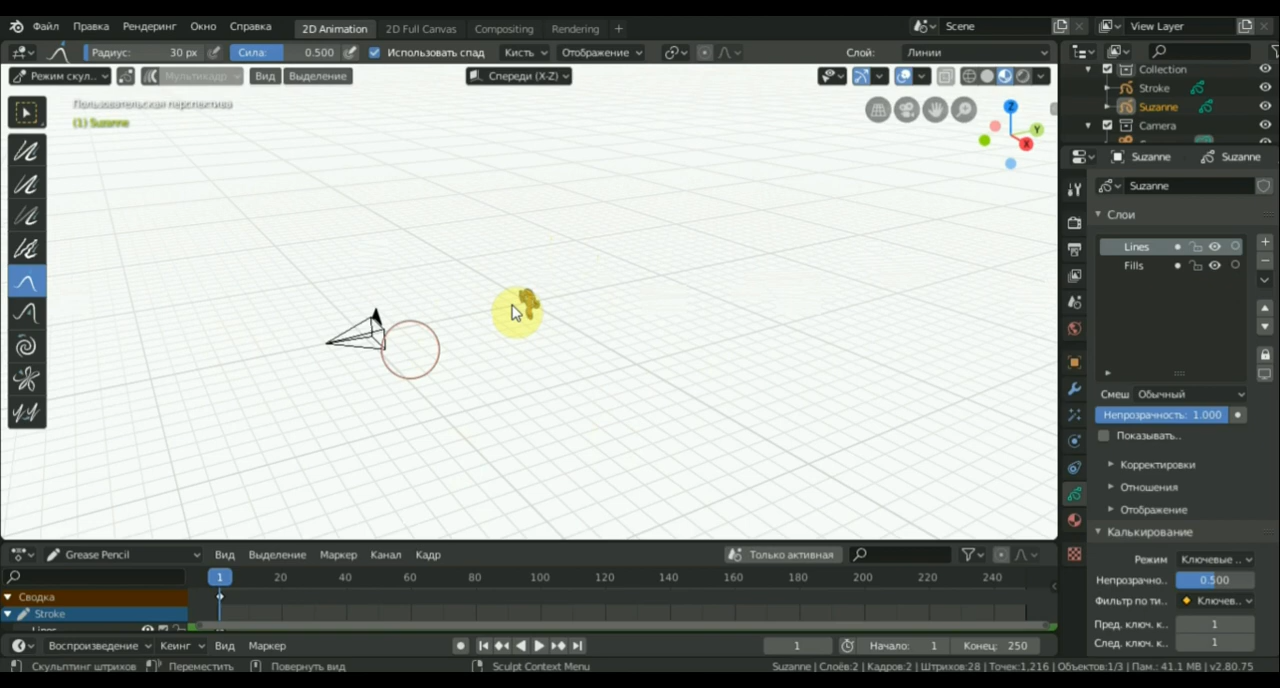 Файл Правка Рендеринг Окно Справка 2D Animation 2D Full Canvas Compositing Rendering + Scene View Layer
Радиус: 30 px Сила: 0.500 Использовать спад Кисть Отображение Слой: Линии
Режим скул.. Мультикадр Вид Выделение Спереди (X-Z)
Пользовательская перспектива
(1) Suzanne
Z
Y
X
Collection
Stroke
Suzanne
Camera
Suzanne Suzanne
Suzanne
Слои
Lines
Fills
Смеш Обычный
Непрозрачность: 1.000
Показывать..
Корректировки
Отношения
Отображение
Калькирование
Режим Ключевые ..
Непрозрачно.. 0.500
Фильтр по ти.. Ключев..
Пред. ключ. к.. 1
След. ключ. к.. 1
Grease Pencil Вид Выделение Маркер Канал Кадр Только активная
1 20 40 60 80 100 120 140 160 180 200 220 240
Сводка
Stroke
Lines
Воспроизведение Кеинг Вид Маркер 1 Начало: 1 Конец: 250
Скульптинг штрихов Переместить Повернуть вид Sculpt Context Menu Suzanne | Слоёв:2 | Кадров:2 | Штрихов:28 | Точек:1,216 | Объектов:1/3 | Пам.: 41.1 MB | v2.80.75